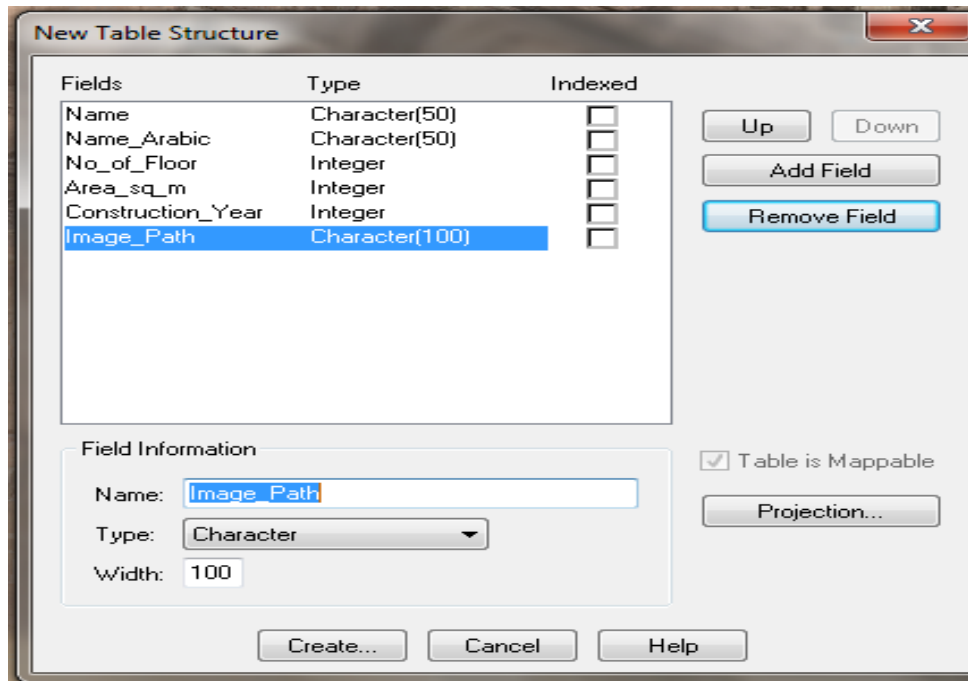 New Table Structure
Fields Type Indexed
Name Character(50)
Name_Arabic Character(50)
No_of_Floor Integer
Area_sq_m Integer
Construction_Year Integer
Image_Path Character(100)
Up Down
Add Field
Remove Field
Field Information
Name: Image_Path
Type: Character
Width: 100
Table is Mappable
Projection...
Create... Cancel Help